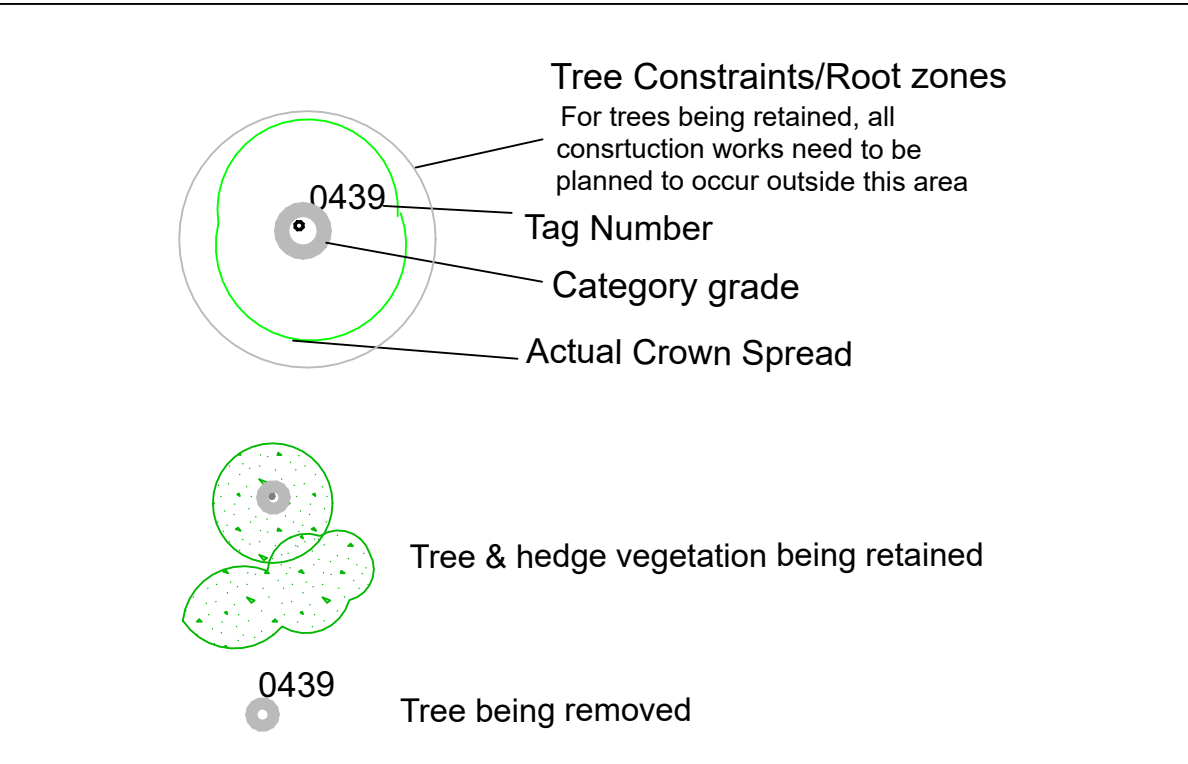 Tree Constraints/Root zones
For trees being retained, all
consrtuction works need to be
planned to occur outside this area
0439
Tag Number
Category grade
Actual Crown Spread
Tree & hedge vegetation being retained
0439
Tree being removed